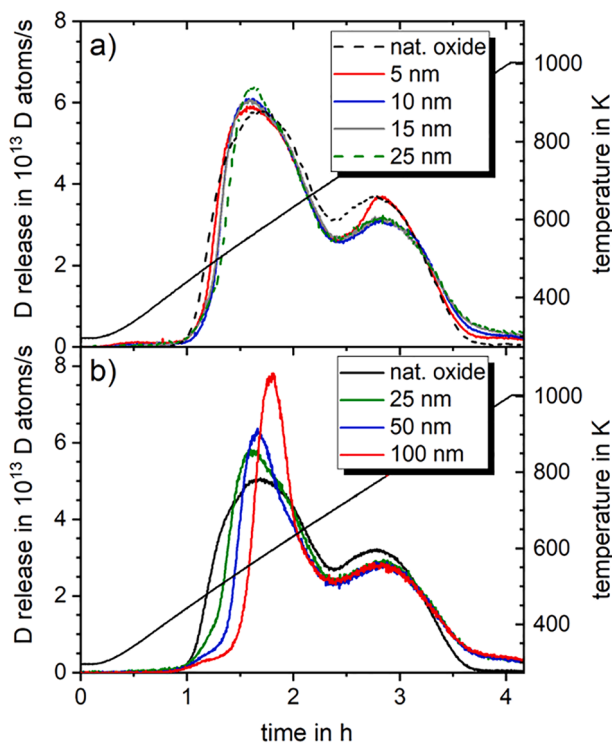 a)
nat. oxide
5 nm
10 nm
15 nm
25 nm
D release in 10¹³ D atoms/s
8
6
4
2
0
temperature in K
1000
800
600
400
b)
nat. oxide
25 nm
50 nm
100 nm
D release in 10¹³ D atoms/s
8
6
4
2
0
temperature in K
1000
800
600
400
0 1 2 3 4
time in h